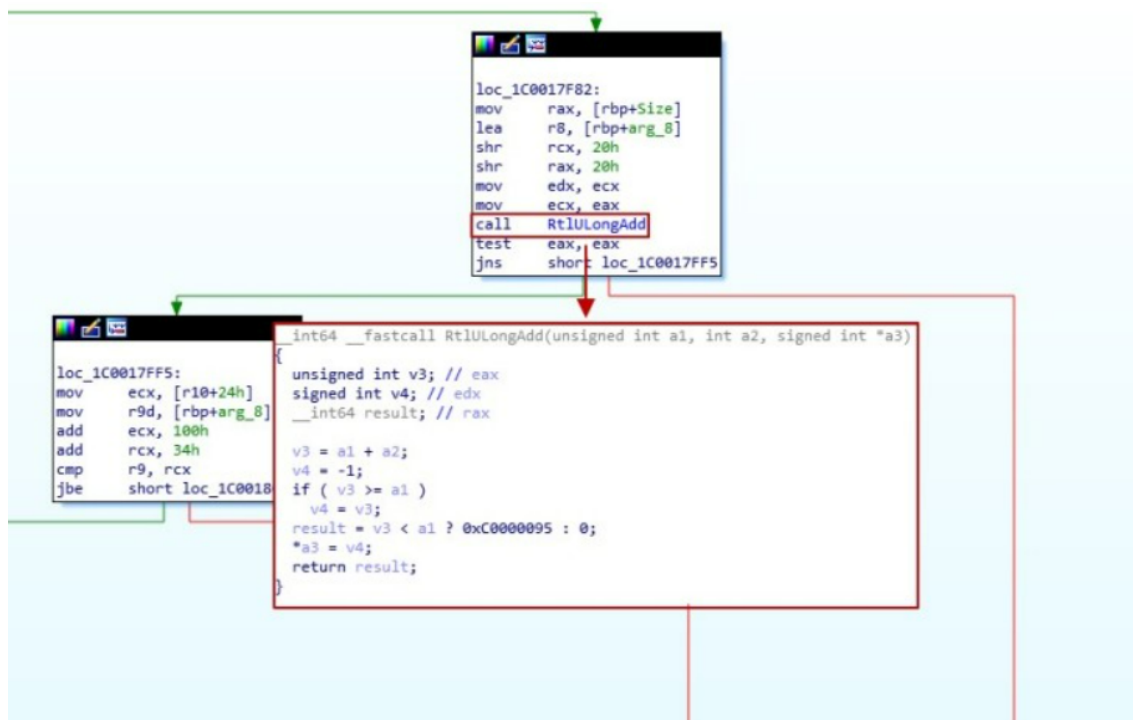 loc_1C0017F82:
mov rax, [rbp+Size]
lea r8, [rbp+arg_8]
shr rcx, 20h
shr rax, 20h
mov edx, ecx
mov ecx, eax
call RtlULongAdd
test eax, eax
jns short loc_1C0017FF5
loc_1C0017FF5:
mov ecx, [r10+24h]
mov r9d, [rbp+arg_8]
add ecx, 100h
add rcx, 34h
cmp r9, rcx
jbe short loc_1C0018
__int64 __fastcall RtlULongAdd(unsigned int a1, int a2, signed int *a3)
{
unsigned int v3; // eax
signed int v4; // edx
__int64 result; // rax
v3 = a1 + a2;
v4 = -1;
if ( v3 >= a1 )
v4 = v3;
result = v3 < a1 ? 0xC0000095 : 0;
*a3 = v4;
return result;
}